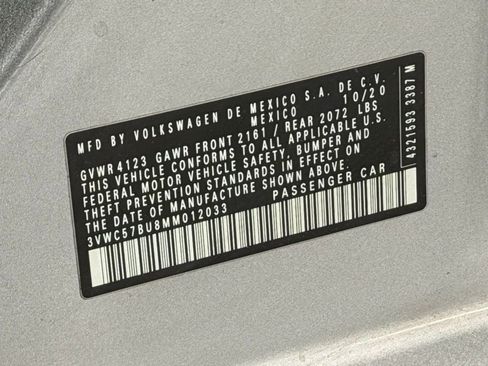 MFD BY VOLKSWAGEN DE MEXICO S.A. DE C.V.
MEXICO 10/20
GVWR 4123 GAWR FRONT 2161 / REAR 2072 LBS
THIS VEHICLE CONFORMS TO ALL APPLICABLE U.S.
FEDERAL MOTOR VEHICLE SAFETY, BUMPER AND
THEFT PREVENTION STANDARDS IN EFFECT ON
THE DATE OF MANUFACTURE SHOWN ABOVE.
3VWC57BU8MM012033 PASSENGER CAR
4321593 3387 M